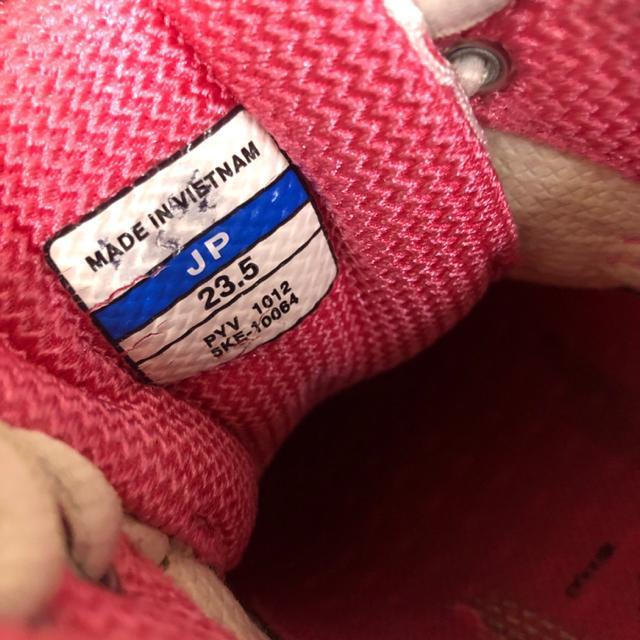 MADE IN VIETNAM
JP
23.5
PYV 1012
5KE-10064